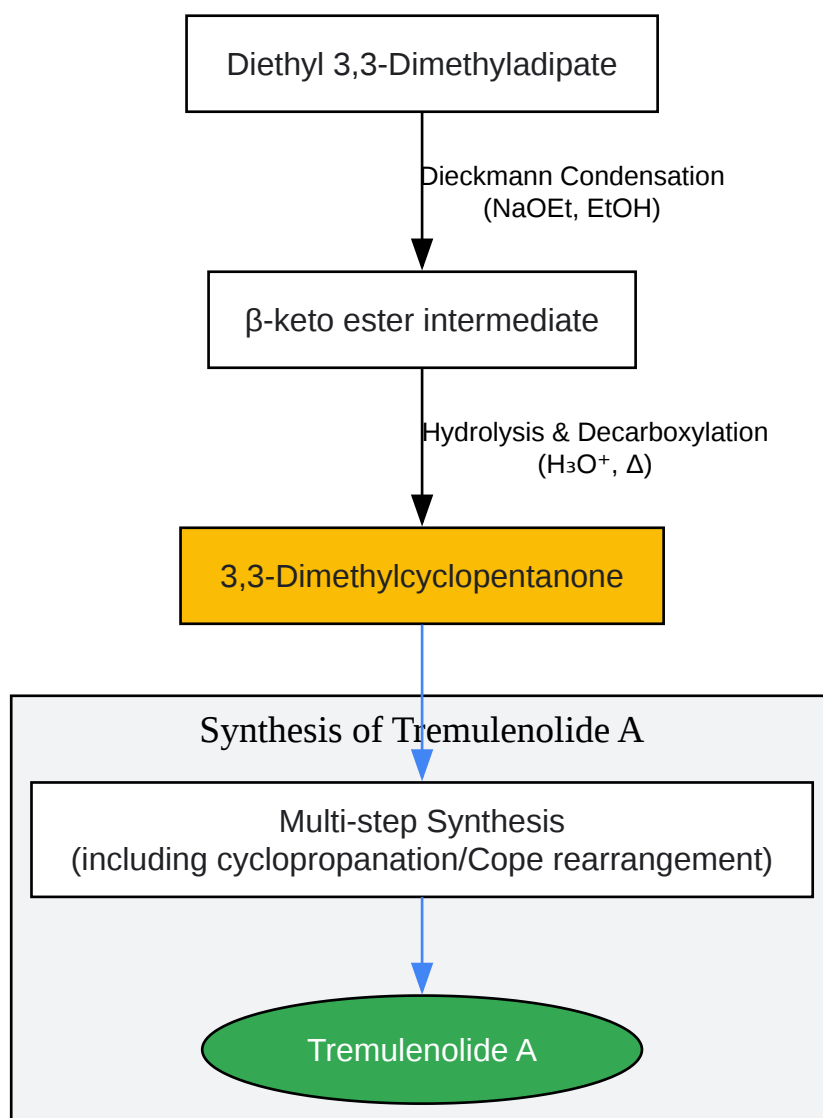 Diethyl 3,3-Dimethyladipate
Dieckmann Condensation
(NaOEt, EtOH)
β-keto ester intermediate
Hydrolysis & Decarboxylation
(H₃O⁺, Δ)
3,3-Dimethylcyclopentanone
Synthesis of Tremulenolide A
Multi-step Synthesis
(including cyclopropanation/Cope rearrangement)
Tremulenolide A